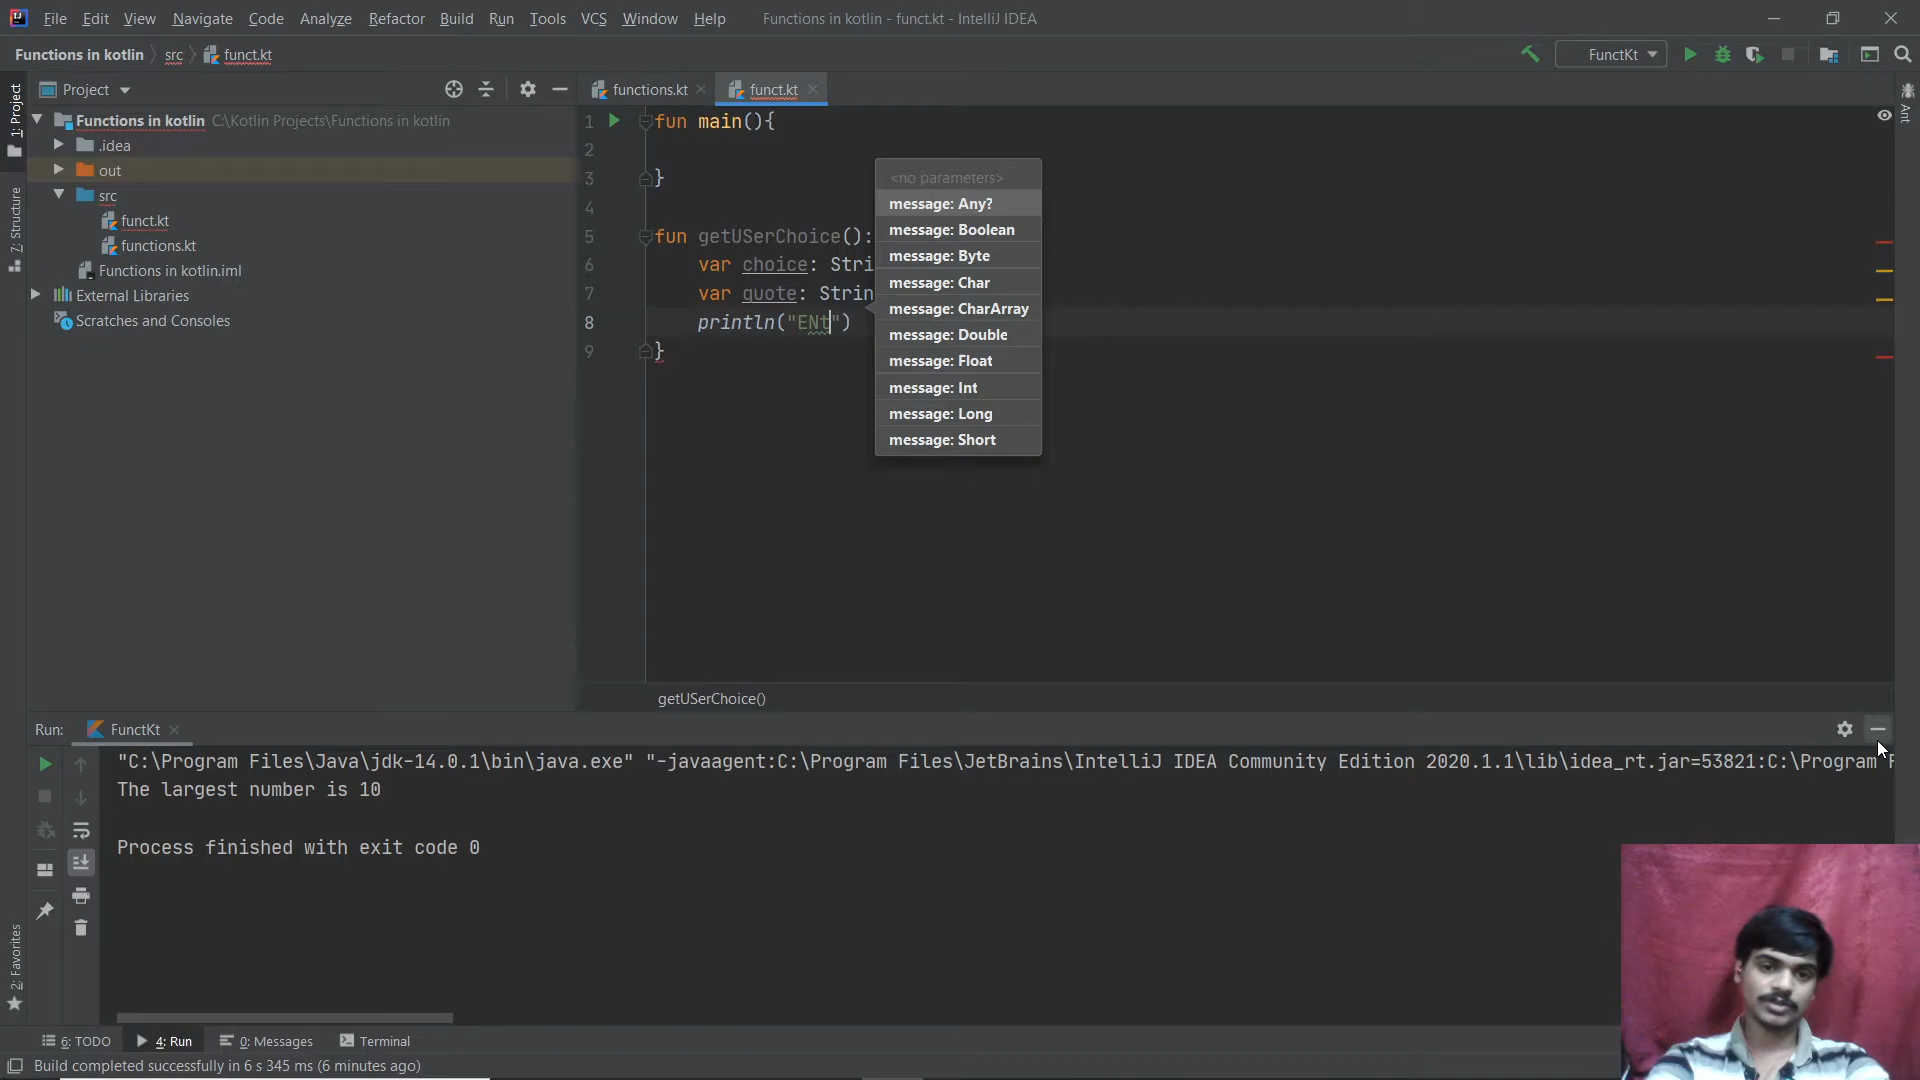 File Edit View Navigate Code Analyze Refactor Build Run Tools VCS Window Help Functions in kotlin - funct.kt - IntelliJ IDEA
Functions in kotlin src funct.kt FunctKt
Project functions.kt funct.kt
1: Project
7: Structure
2: Favorites
Ant
Functions in kotlin C:\Kotlin Projects\Functions in kotlin
.idea
out
src
funct.kt
functions.kt
Functions in kotlin.iml
External Libraries
Scratches and Consoles
1 fun main(){
2
3 }
4
5 fun getUSerChoice():
6 var choice: Stri
7 var quote: Strin
8 println("ENt")
9 }
<no parameters>
message: Any?
message: Boolean
message: Byte
message: Char
message: CharArray
message: Double
message: Float
message: Int
message: Long
message: Short
getUSerChoice()
Run: FunctKt
"C:\Program Files\Java\jdk-14.0.1\bin\java.exe" "-javaagent:C:\Program Files\JetBrains\IntelliJ IDEA Community Edition 2020.1.1\lib\idea_rt.jar=53821:C:\Program F
The largest number is 10
Process finished with exit code 0
6: TODO 4: Run 0: Messages Terminal
Build completed successfully in 6 s 345 ms (6 minutes ago)